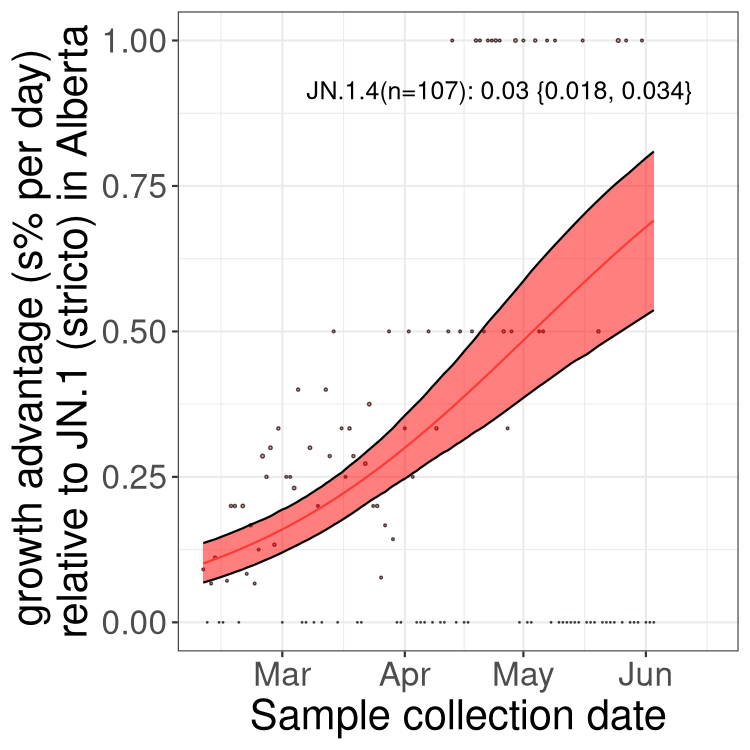 growth advantage (s% per day)
relative to JN.1 (stricto) in Alberta
1.00
0.75
0.50
0.25
0.00
JN.1.4(n=107): 0.03 {0.018, 0.034}
Mar Apr May Jun
Sample collection date